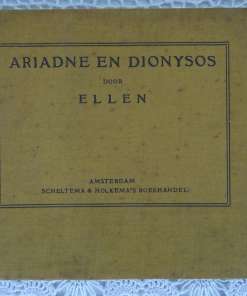 ARIADNE EN DIONYSOS
DOOR
ELLEN
AMSTERDAM
SCHELTEMA & HOLKEMA'S BOEKHANDEL